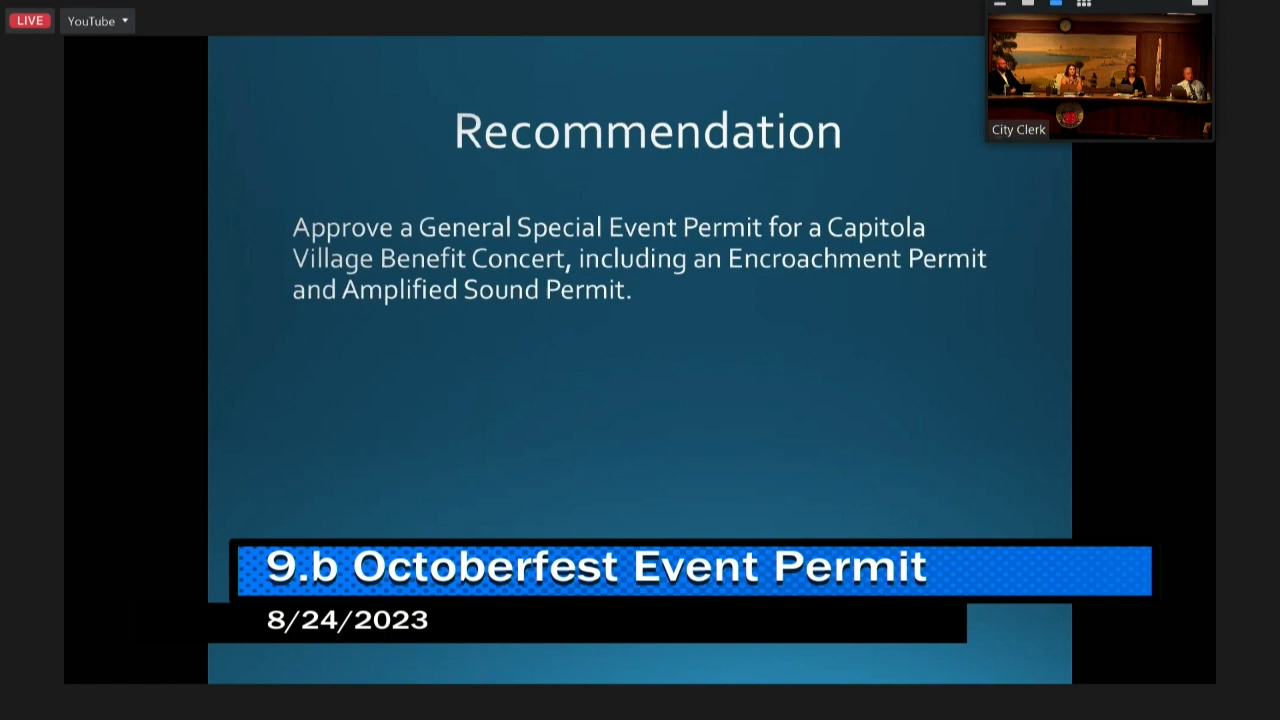 LIVE
YouTube
City Clerk
Recommendation
Approve a General Special Event Permit for a Capitola
Village Benefit Concert, including an Encroachment Permit
and Amplified Sound Permit.
9.b Octoberfest Event Permit
8/24/2023